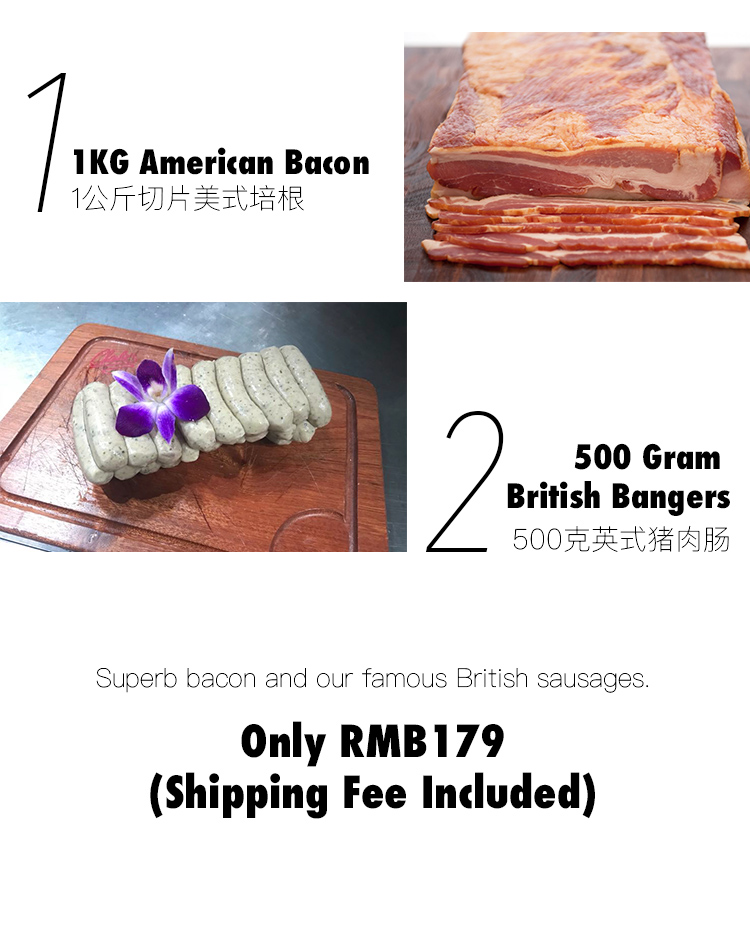 1
1KG American Bacon
1公斤切片美式培根
2
500 Gram
British Bangers
500克英式猪肉肠
Superb bacon and our famous British sausages.
Only RMB179
(Shipping Fee Included)